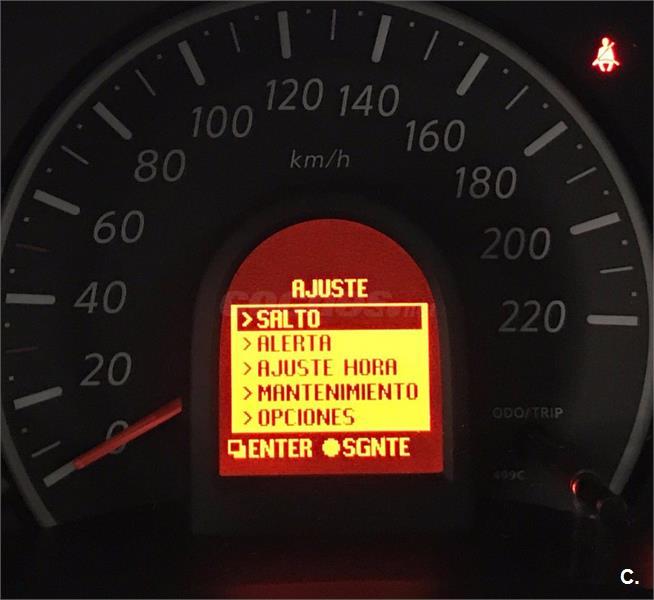 120
140
100
160
km/h
80
180
60
200
AJUSTE
40
>SALTO
220
>ALERTA
>AJUSTE HORA
20
>MANTENIMIENTO
>OPCIONES
ODO/TRIP
0
ENTER SGNTE
499C
C.